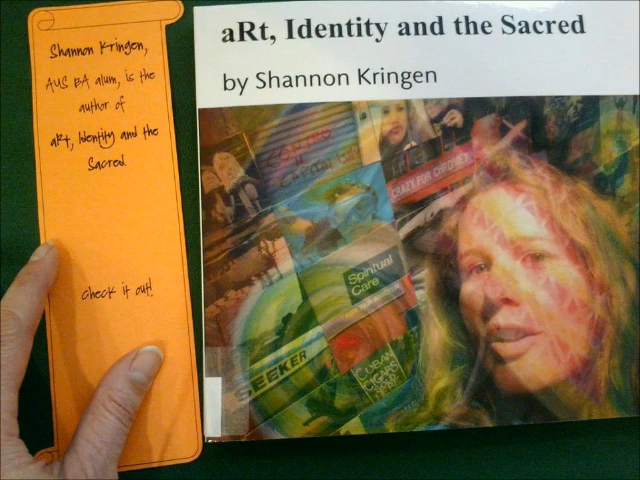 Shannon Kringen,
AUS BA alum, is the
author of
aRt, Identity and the
Sacred.
check it out!
aRt, Identity and the Sacred
by Shannon Kringen
CRAZY FOR CHROME?
Spiritual
Care
SEEKER
CUBAN
CIGARS